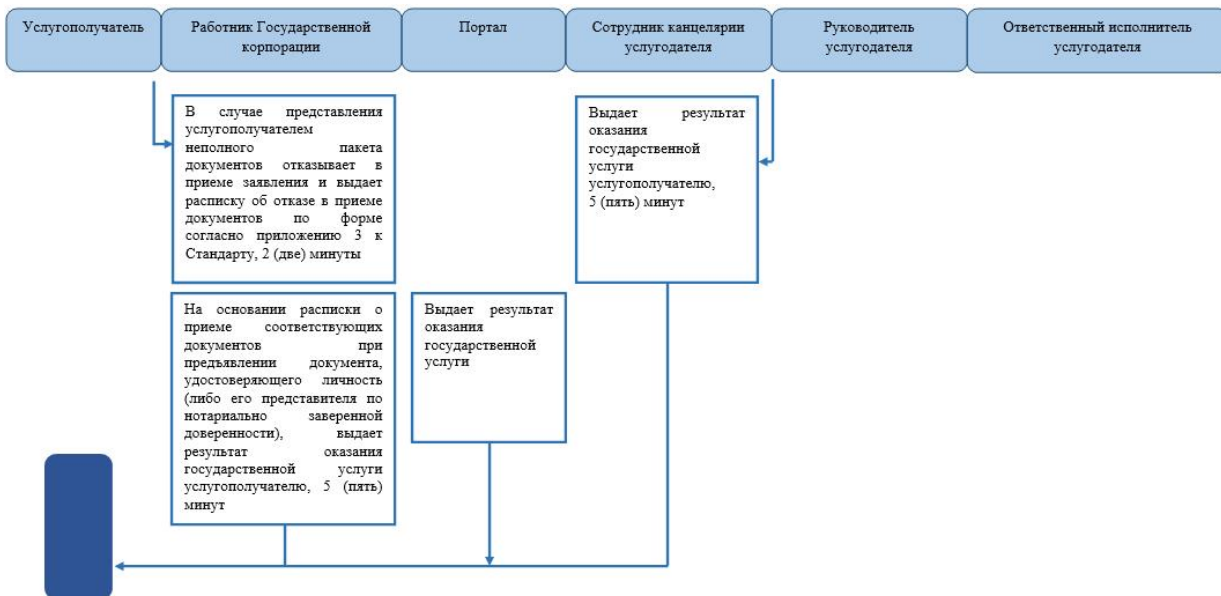 Услугополучатель
Работник Государственной
корпорации
Портал
Сотрудник канцелярии
услугодателя
Руководитель
услугодателя
Ответственный исполнитель
услугодателя
В случае представления
услугополучателем
неполного пакета
документов отказывает в
приеме заявления и выдает
расписку об отказе в приеме
документов по форме
согласно приложению 3 к
Стандарту, 2 (две) минуты
Выдает результат
оказания
государственной
услуги
услугополучателю,
5 (пять) минут
На основании расписки о
приеме соответствующих
документов при
предъявлении документа,
удостоверяющего личность
(либо его представителя по
нотариально заверенной
доверенности), выдает
результат оказания
государственной услуги
услугополучателю, 5 (пять)
минут
Выдает результат
оказания
государственной
услуги